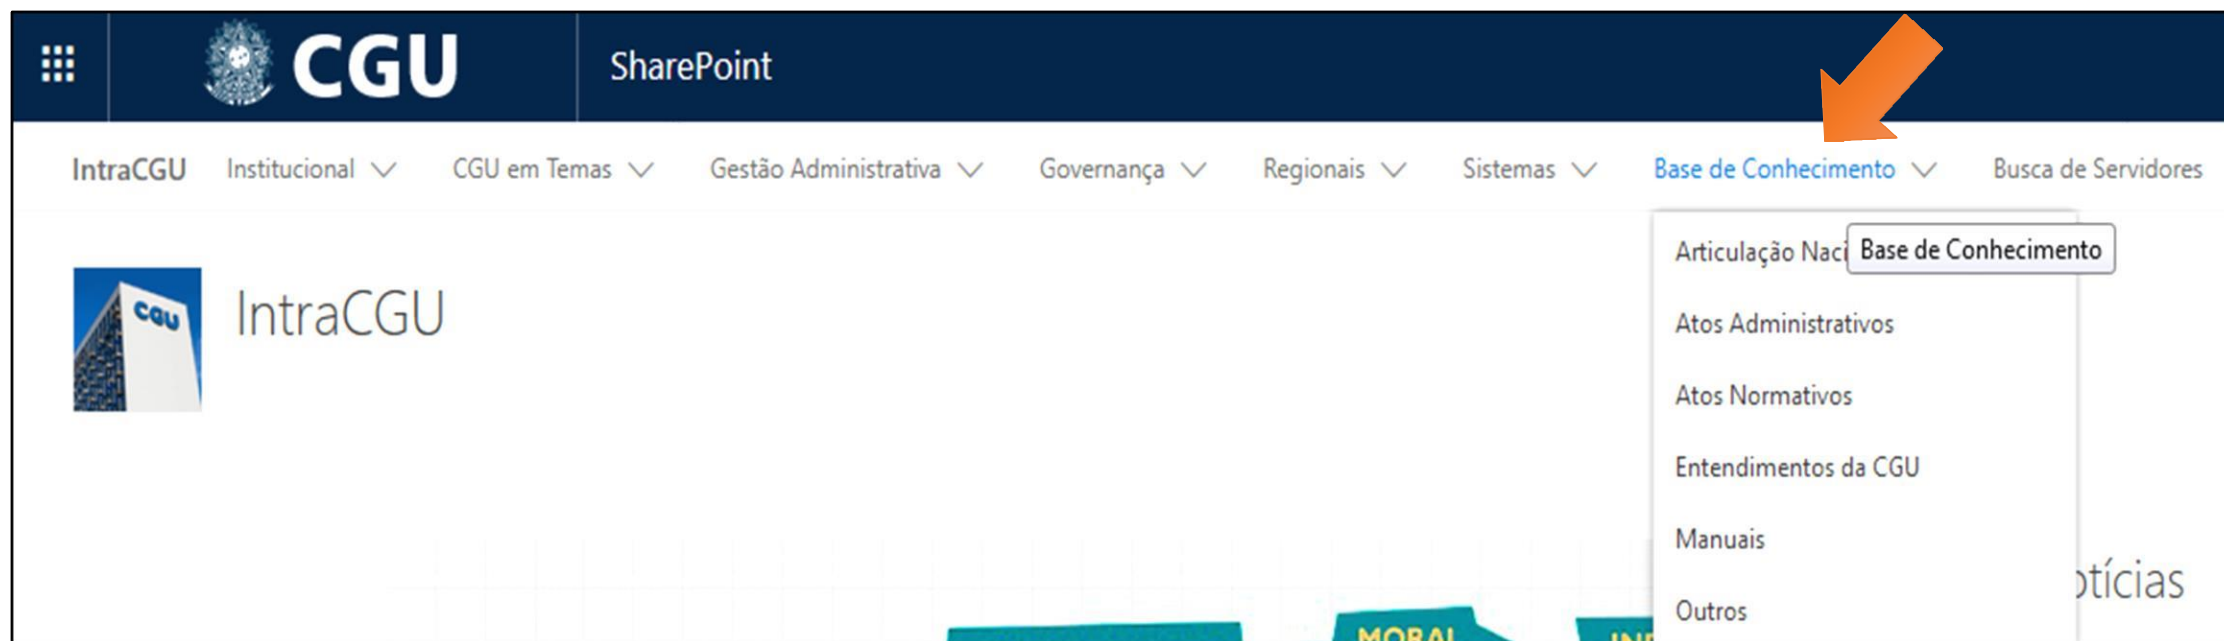 CGU
SharePoint
IntraCGU Institucional CGU em Temas Gestão Administrativa Governança Regionais Sistemas Base de Conhecimento Busca de Servidores
Articulação Naci
Base de Conhecimento
CGU
IntraCGU
Atos Administrativos
Atos Normativos
Entendimentos da CGU
Manuais
otícias
Outros
MORAL